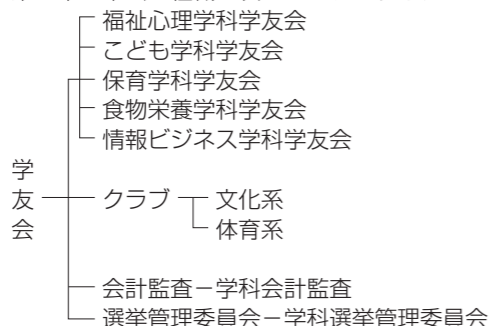 福祉心理学科学友会
こども学科学友会
保育学科学友会
食物栄養学科学友会
情報ビジネス学科学友会
学友会
クラブ
文化系
体育系
会計監査－学科会計監査
選挙管理委員会－学科選挙管理委員会